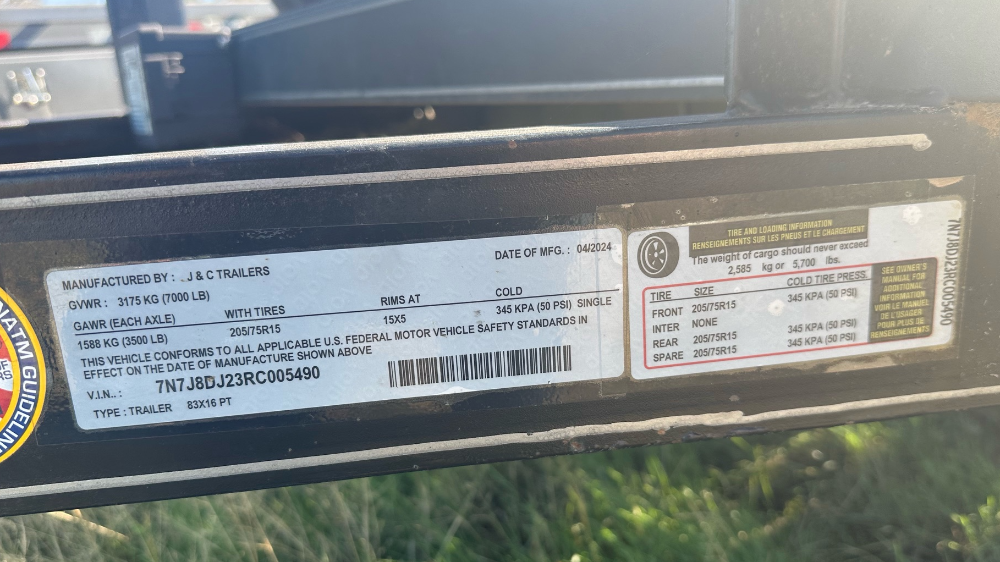 MANUFACTURED BY : J & C TRAILERS
DATE OF MFG. : 04/2024
GVWR : 3175 KG (7000 LB)
GAWR (EACH AXLE) WITH TIRES RIMS AT COLD
1588 KG (3500 LB) 205/75R15 15X5 345 KPA (50 PSI) SINGLE
THIS VEHICLE CONFORMS TO ALL APPLICABLE U.S. FEDERAL MOTOR VEHICLE SAFETY STANDARDS IN
EFFECT ON THE DATE OF MANUFACTURE SHOWN ABOVE
V.I.N.. : 7N7J8DJ23RC005490
TYPE : TRAILER 83X16 PT
TIRE AND LOADING INFORMATION
RENSEIGNEMENTS SUR LES PNEUS ET LE CHARGEMENT
The weight of cargo should never exceed
2,585 kg or 5,700 lbs.
TIRE SIZE COLD TIRE PRESS.
FRONT 205/75R15 345 KPA (50 PSI)
INTER NONE
REAR 205/75R15 345 KPA (50 PSI)
SPARE 205/75R15 345 KPA (50 PSI)
SEE OWNER'S
MANUAL FOR
ADDITIONAL
INFORMATION
VOIR LE MANUEL
DE L'USAGER
POUR PLUS DE
RENSEIGNEMENTS
7N7J8DJ23RC005490
NATM GUIDELIN